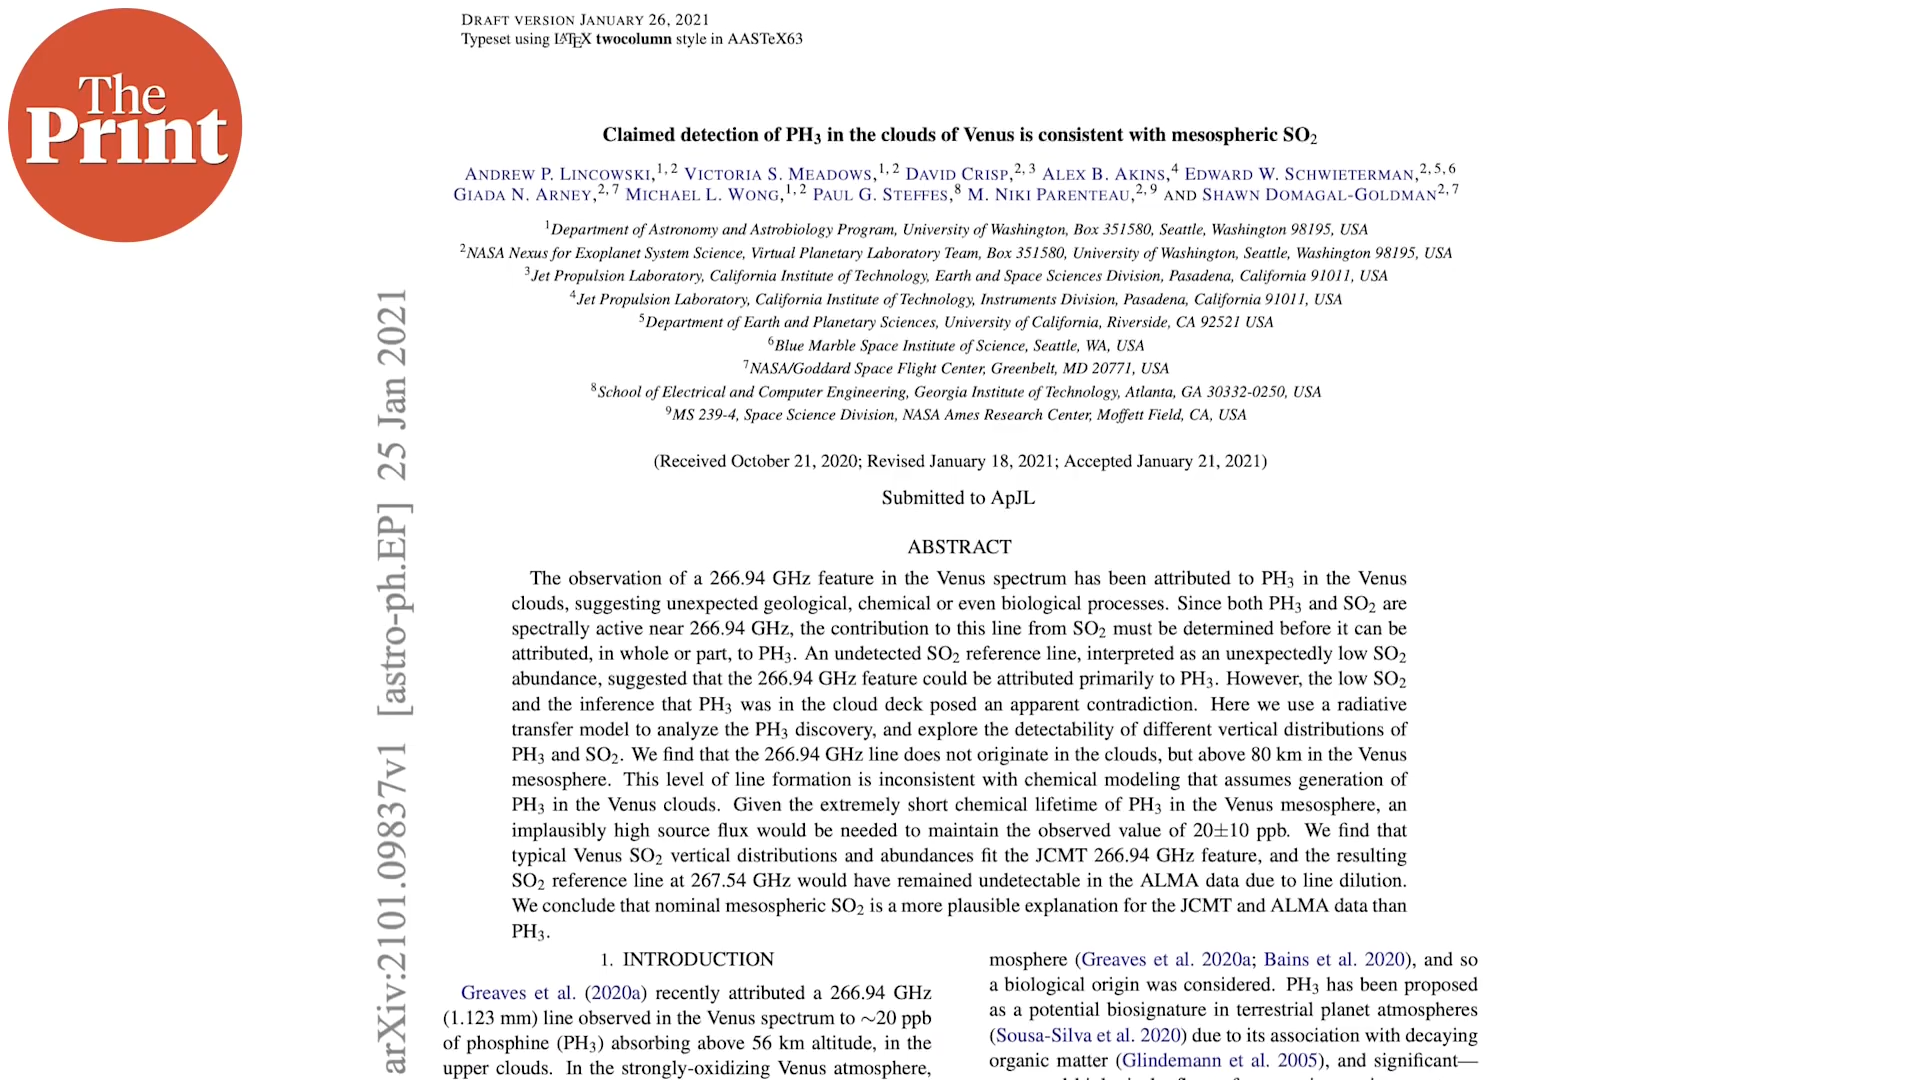 The
Print
DRAFT VERSION JANUARY 26, 2021
Typeset using LATEX twocolumn style in AASTeX63
Claimed detection of PH3 in the clouds of Venus is consistent with mesospheric SO2
ANDREW P. LINCOWSKI,1,2 VICTORIA S. MEADOWS,1,2 DAVID CRISP,2,3 ALEX B. AKINS,4 EDWARD W. SCHWIETERMAN,2,5,6
GIADA N. ARNEY,2,7 MICHAEL L. WONG,1,2 PAUL G. STEFFES,8 M. NIKI PARENTEAU,2,9 AND SHAWN DOMAGAL-GOLDMAN2,7
1Department of Astronomy and Astrobiology Program, University of Washington, Box 351580, Seattle, Washington 98195, USA
2NASA Nexus for Exoplanet System Science, Virtual Planetary Laboratory Team, Box 351580, University of Washington, Seattle, Washington 98195, USA
3Jet Propulsion Laboratory, California Institute of Technology, Earth and Space Sciences Division, Pasadena, California 91011, USA
4Jet Propulsion Laboratory, California Institute of Technology, Instruments Division, Pasadena, California 91011, USA
5Department of Earth and Planetary Sciences, University of California, Riverside, CA 92521 USA
6Blue Marble Space Institute of Science, Seattle, WA, USA
7NASA/Goddard Space Flight Center, Greenbelt, MD 20771, USA
8School of Electrical and Computer Engineering, Georgia Institute of Technology, Atlanta, GA 30332-0250, USA
9MS 239-4, Space Science Division, NASA Ames Research Center, Moffett Field, CA, USA
(Received October 21, 2020; Revised January 18, 2021; Accepted January 21, 2021)
Submitted to ApJL
ABSTRACT
The observation of a 266.94 GHz feature in the Venus spectrum has been attributed to PH3 in the Venus
clouds, suggesting unexpected geological, chemical or even biological processes. Since both PH3 and SO2 are
spectrally active near 266.94 GHz, the contribution to this line from SO2 must be determined before it can be
attributed, in whole or part, to PH3. An undetected SO2 reference line, interpreted as an unexpectedly low SO2
abundance, suggested that the 266.94 GHz feature could be attributed primarily to PH3. However, the low SO2
and the inference that PH3 was in the cloud deck posed an apparent contradiction. Here we use a radiative
transfer model to analyze the PH3 discovery, and explore the detectability of different vertical distributions of
PH3 and SO2. We find that the 266.94 GHz line does not originate in the clouds, but above 80 km in the Venus
mesosphere. This level of line formation is inconsistent with chemical modeling that assumes generation of
PH3 in the Venus clouds. Given the extremely short chemical lifetime of PH3 in the Venus mesosphere, an
implausibly high source flux would be needed to maintain the observed value of 20±10 ppb. We find that
typical Venus SO2 vertical distributions and abundances fit the JCMT 266.94 GHz feature, and the resulting
SO2 reference line at 267.54 GHz would have remained undetectable in the ALMA data due to line dilution.
We conclude that nominal mesospheric SO2 is a more plausible explanation for the JCMT and ALMA data than
PH3.
1. INTRODUCTION
Greaves et al. (2020a) recently attributed a 266.94 GHz
(1.123 mm) line observed in the Venus spectrum to ~20 ppb
of phosphine (PH3) absorbing above 56 km altitude, in the
upper clouds. In the strongly-oxidizing Venus atmosphere,
mosphere (Greaves et al. 2020a; Bains et al. 2020), and so
a biological origin was considered. PH3 has been proposed
as a potential biosignature in terrestrial planet atmospheres
(Sousa-Silva et al. 2020) due to its association with decaying
organic matter (Glindemann et al. 2005), and significant—
arXiv:2101.09837v1 [astro-ph.EP] 25 Jan 2021